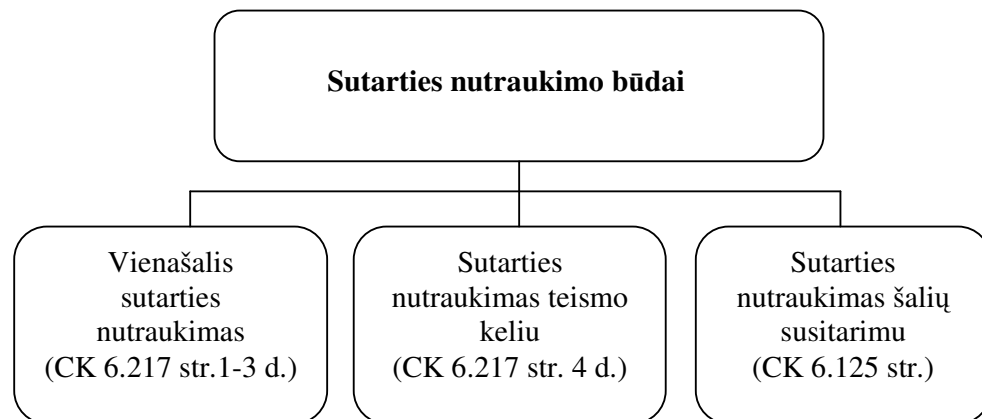 Sutarties nutraukimo būdai
Vienašalis
sutarties
nutraukimas
(CK 6.217 str.1-3 d.)
Sutarties
nutraukimas teismo
keliu
(CK 6.217 str. 4 d.)
Sutarties
nutraukimas šalių
susitarimu
(CK 6.125 str.)